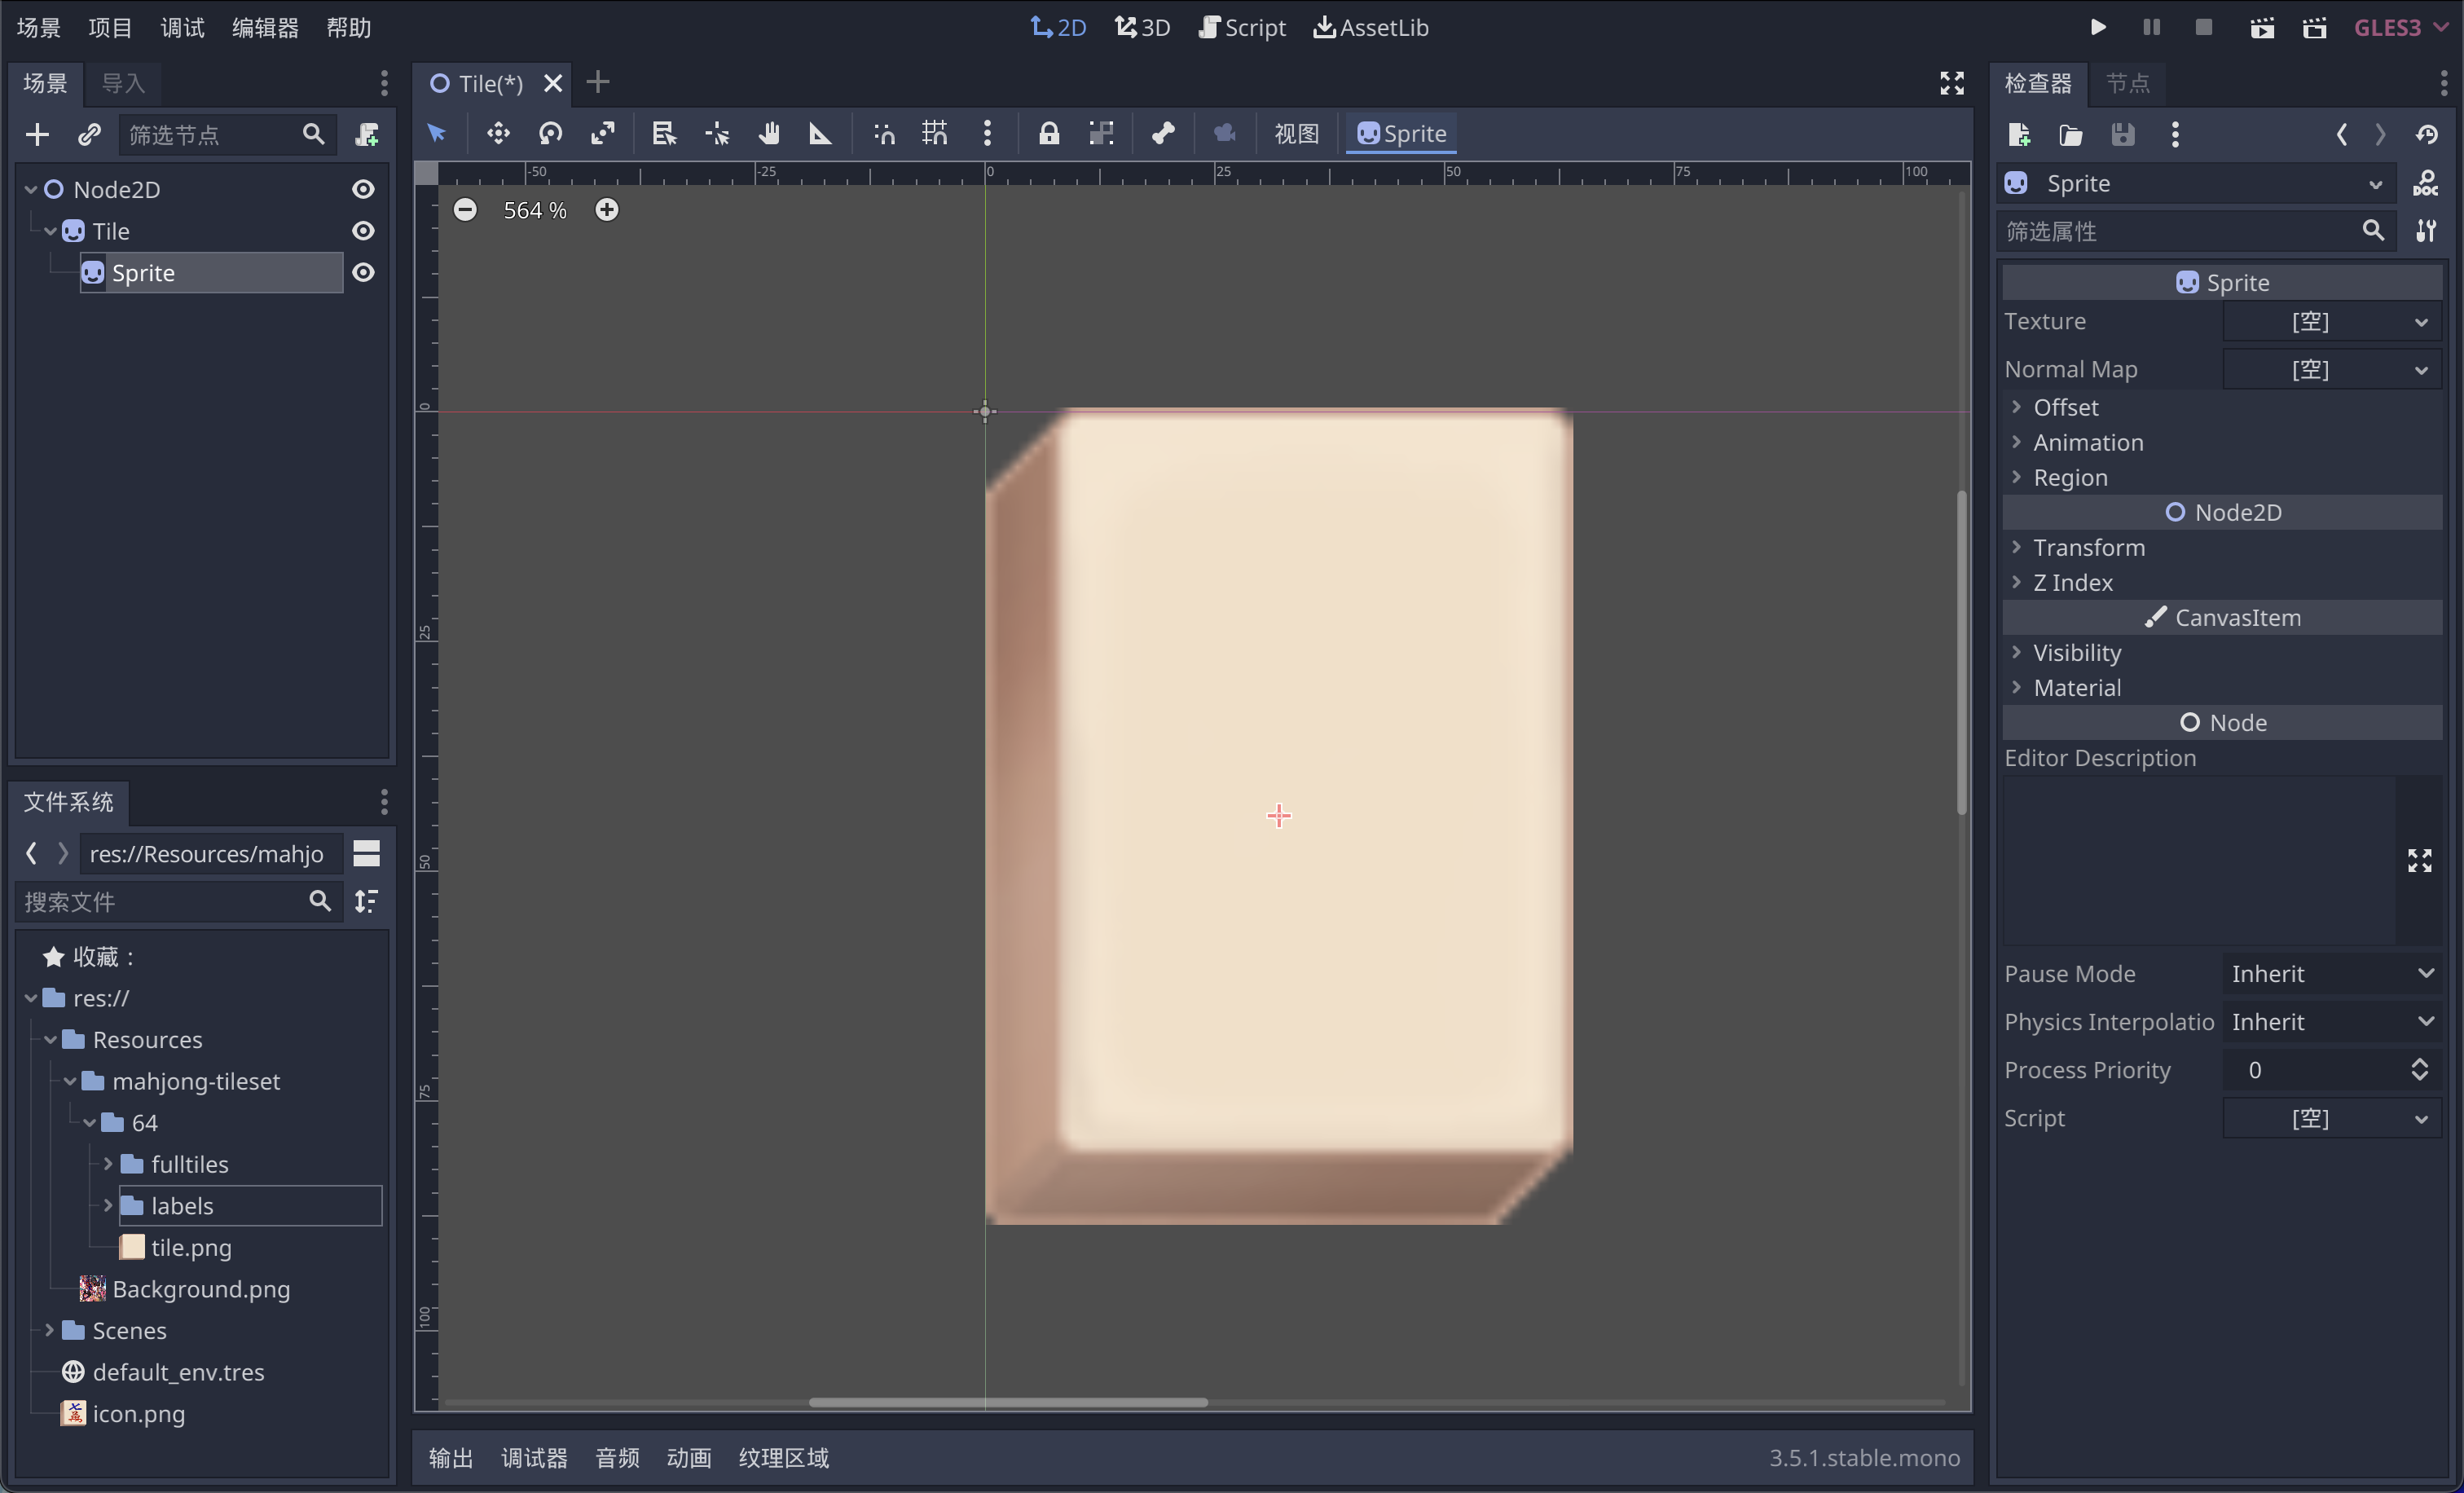 场景 项目 调试 编辑器 帮助
2D 3D Script AssetLib
GLES3
场景 导入
筛选节点
Node2D
Tile
Sprite
文件系统
res://Resources/mahjo
搜索文件
收藏：
res://
Resources
mahjong-tileset
64
fulltiles
labels
tile.png
Background.png
Scenes
default_env.tres
icon.png
Tile(*)
视图 Sprite
-50 -25 0 25 50 75 100
564 %
0
25
50
75
100
输出 调试器 音频 动画 纹理区域
3.5.1.stable.mono
检查器 节点
Sprite
DOC
筛选属性
Sprite
Texture [空]
Normal Map [空]
Offset
Animation
Region
Node2D
Transform
Z Index
CanvasItem
Visibility
Material
Node
Editor Description
Pause Mode Inherit
Physics Interpolatio Inherit
Process Priority 0
Script [空]